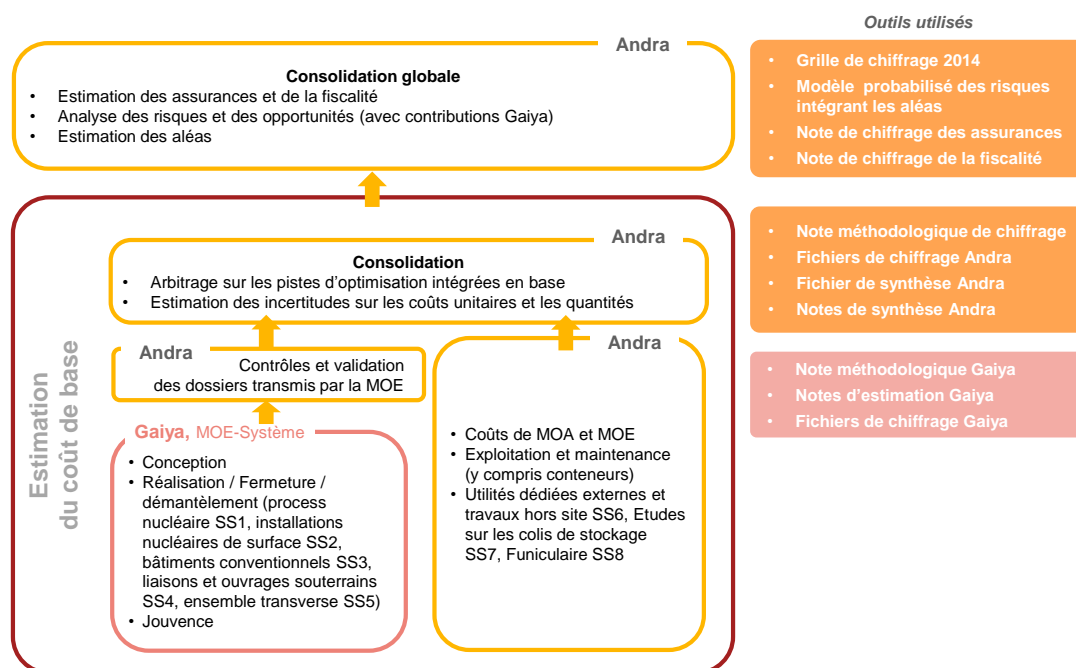 Outils utilisés
Andra
Consolidation globale
• Estimation des assurances et de la fiscalité
• Analyse des risques et des opportunités (avec contributions Gaiya)
• Estimation des aléas
• Grille de chiffrage 2014
• Modèle probabilisé des risques
intégrant les aléas
• Note de chiffrage des assurances
• Note de chiffrage de la fiscalité
Estimation
du coût de base
Andra
Consolidation
• Arbitrage sur les pistes d'optimisation intégrées en base
• Estimation des incertitudes sur les coûts unitaires et les quantités
• Note méthodologique de chiffrage
• Fichiers de chiffrage Andra
• Fichier de synthèse Andra
• Notes de synthèse Andra
Andra
Contrôles et validation
des dossiers transmis par la MOE
Gaiya, MOE-Système
• Conception
• Réalisation / Fermeture /
démantèlement (process
nucléaire SS1, installations
nucléaires de surface SS2,
bâtiments conventionnels SS3,
liaisons et ouvrages souterrains
SS4, ensemble transverse SS5)
• Jouvence
Andra
• Coûts de MOA et MOE
• Exploitation et maintenance
(y compris conteneurs)
• Utilités dédiées externes et
travaux hors site SS6, Etudes
sur les colis de stockage
SS7, Funiculaire SS8
• Note méthodologique Gaiya
• Notes d'estimation Gaiya
• Fichiers de chiffrage Gaiya